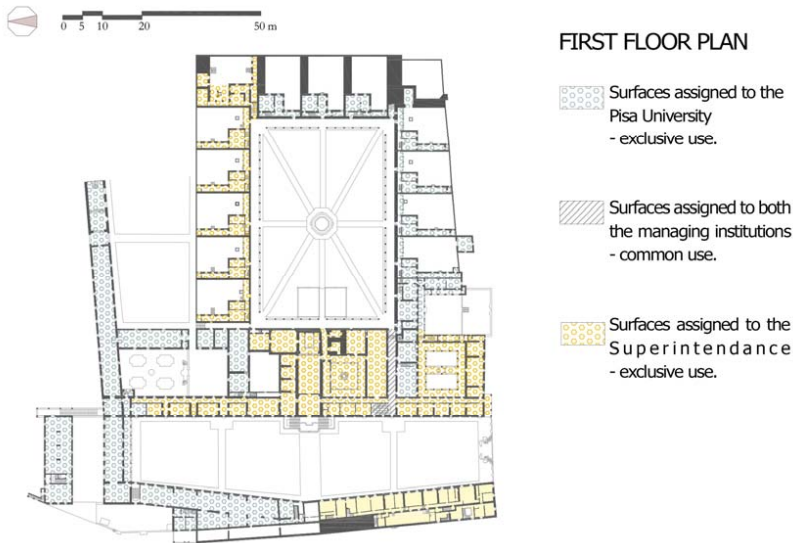 0 5 10 20 50 m
FIRST FLOOR PLAN
Surfaces assigned to the
Pisa University
- exclusive use.
Surfaces assigned to both
the managing institutions
- common use.
Surfaces assigned to the
Superintendance
- exclusive use.